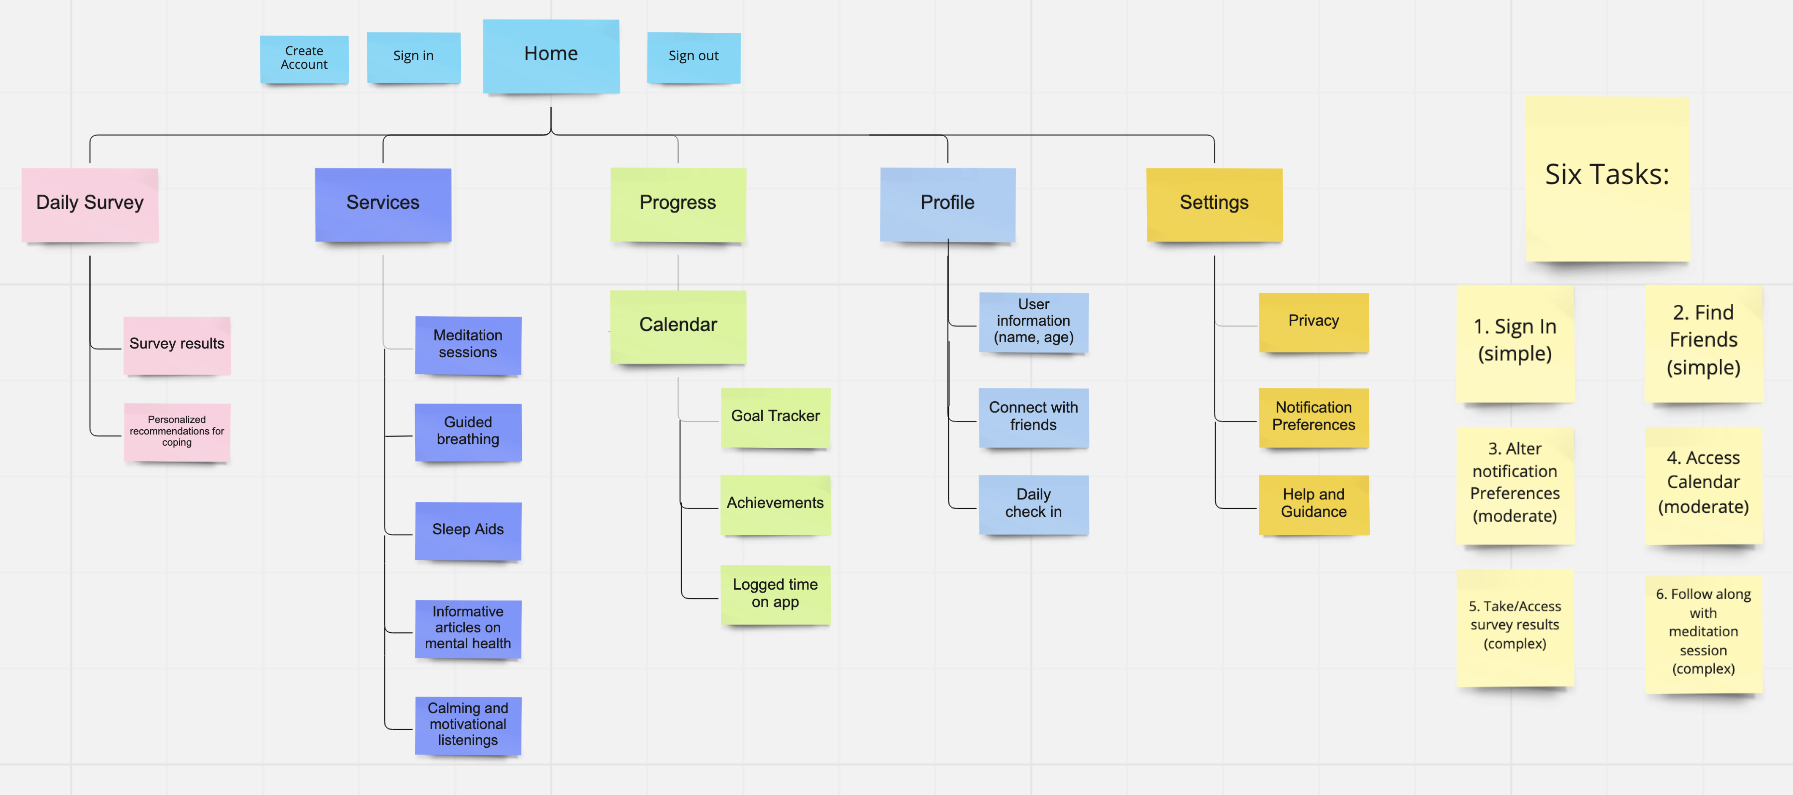 Create
Account
Sign in
Home
Sign out
Daily Survey
Services
Progress
Profile
Settings
Six Tasks:
Survey results
Personalized
recommendations for
coping
Meditation
sessions
Guided
breathing
Sleep Aids
Informative
articles on
mental health
Calming and
motivational
listenings
Calendar
Goal Tracker
Achievements
Logged time
on app
User
information
(name, age)
Connect with
friends
Daily
check in
Privacy
Notification
Preferences
Help and
Guidance
1. Sign In
(simple)
2. Find
Friends
(simple)
3. Alter
notification
Preferences
(moderate)
4. Access
Calendar
(moderate)
5. Take/Access
survey results
(complex)
6. Follow along
with
meditation
session
(complex)